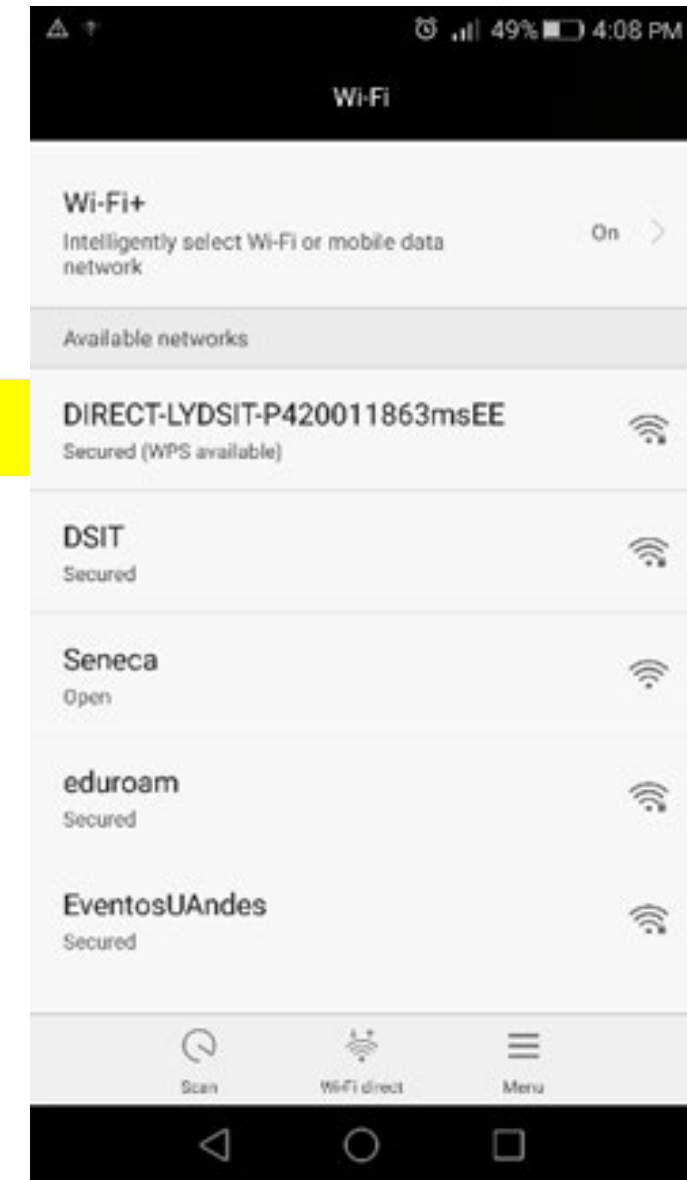 49% 4:08 PM
Wi-Fi
Wi-Fi+
Intelligently select Wi-Fi or mobile data
network
On
Available networks
DIRECT-LYDSIT-P420011863msEE
Secured (WPS available)
DSIT
Secured
Seneca
Open
eduroam
Secured
EventosUAndes
Secured
Scan Wi-Fi direct Menu